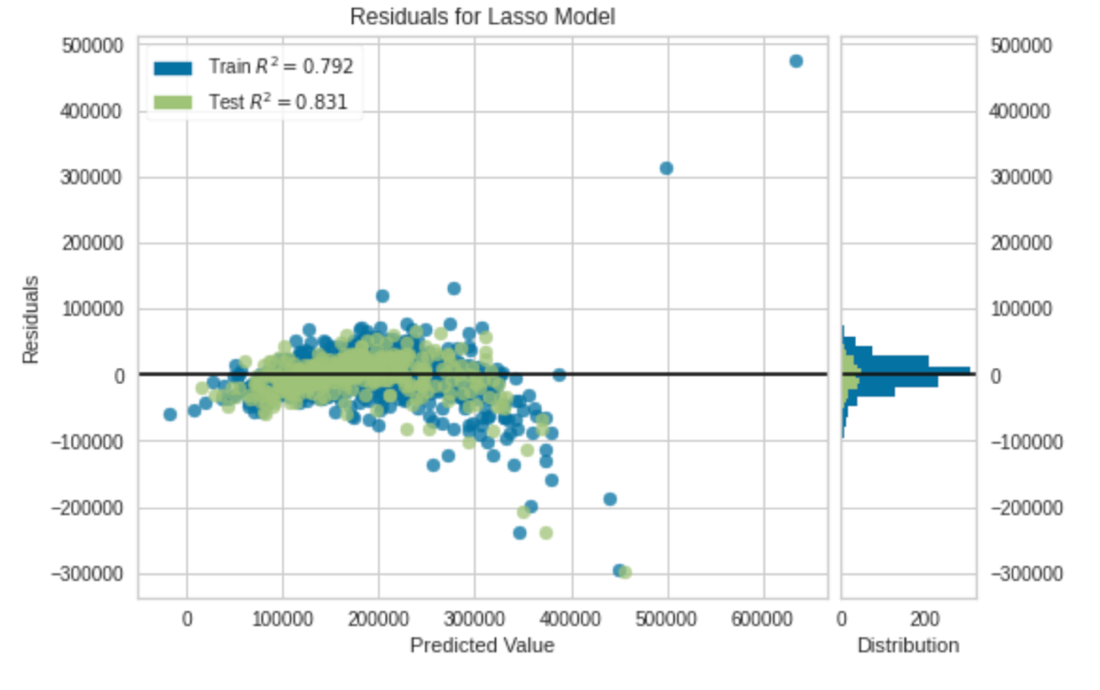 Residuals for Lasso Model
Train R² = 0.792
Test R² = 0.831
Residuals
500000
400000
300000
200000
100000
0
−100000
−200000
−300000
0 100000 200000 300000 400000 500000 600000
Predicted Value
500000
400000
300000
200000
100000
0
−100000
−200000
−300000
0 200
Distribution